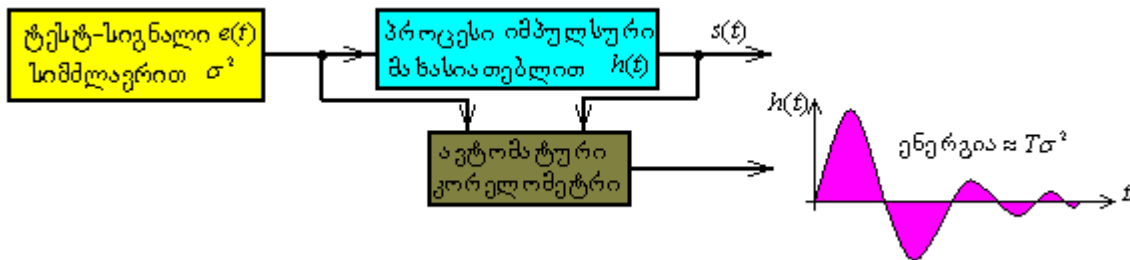 ტესტ-სიგნალი e(t)
სიმძლავრით σ²
პროცესი იმპულსური
მახასიათებლით h(t)
s(t)
ავტომატური
კორელომეტრი
h(t)
ენერგია ≈ Tσ²
t